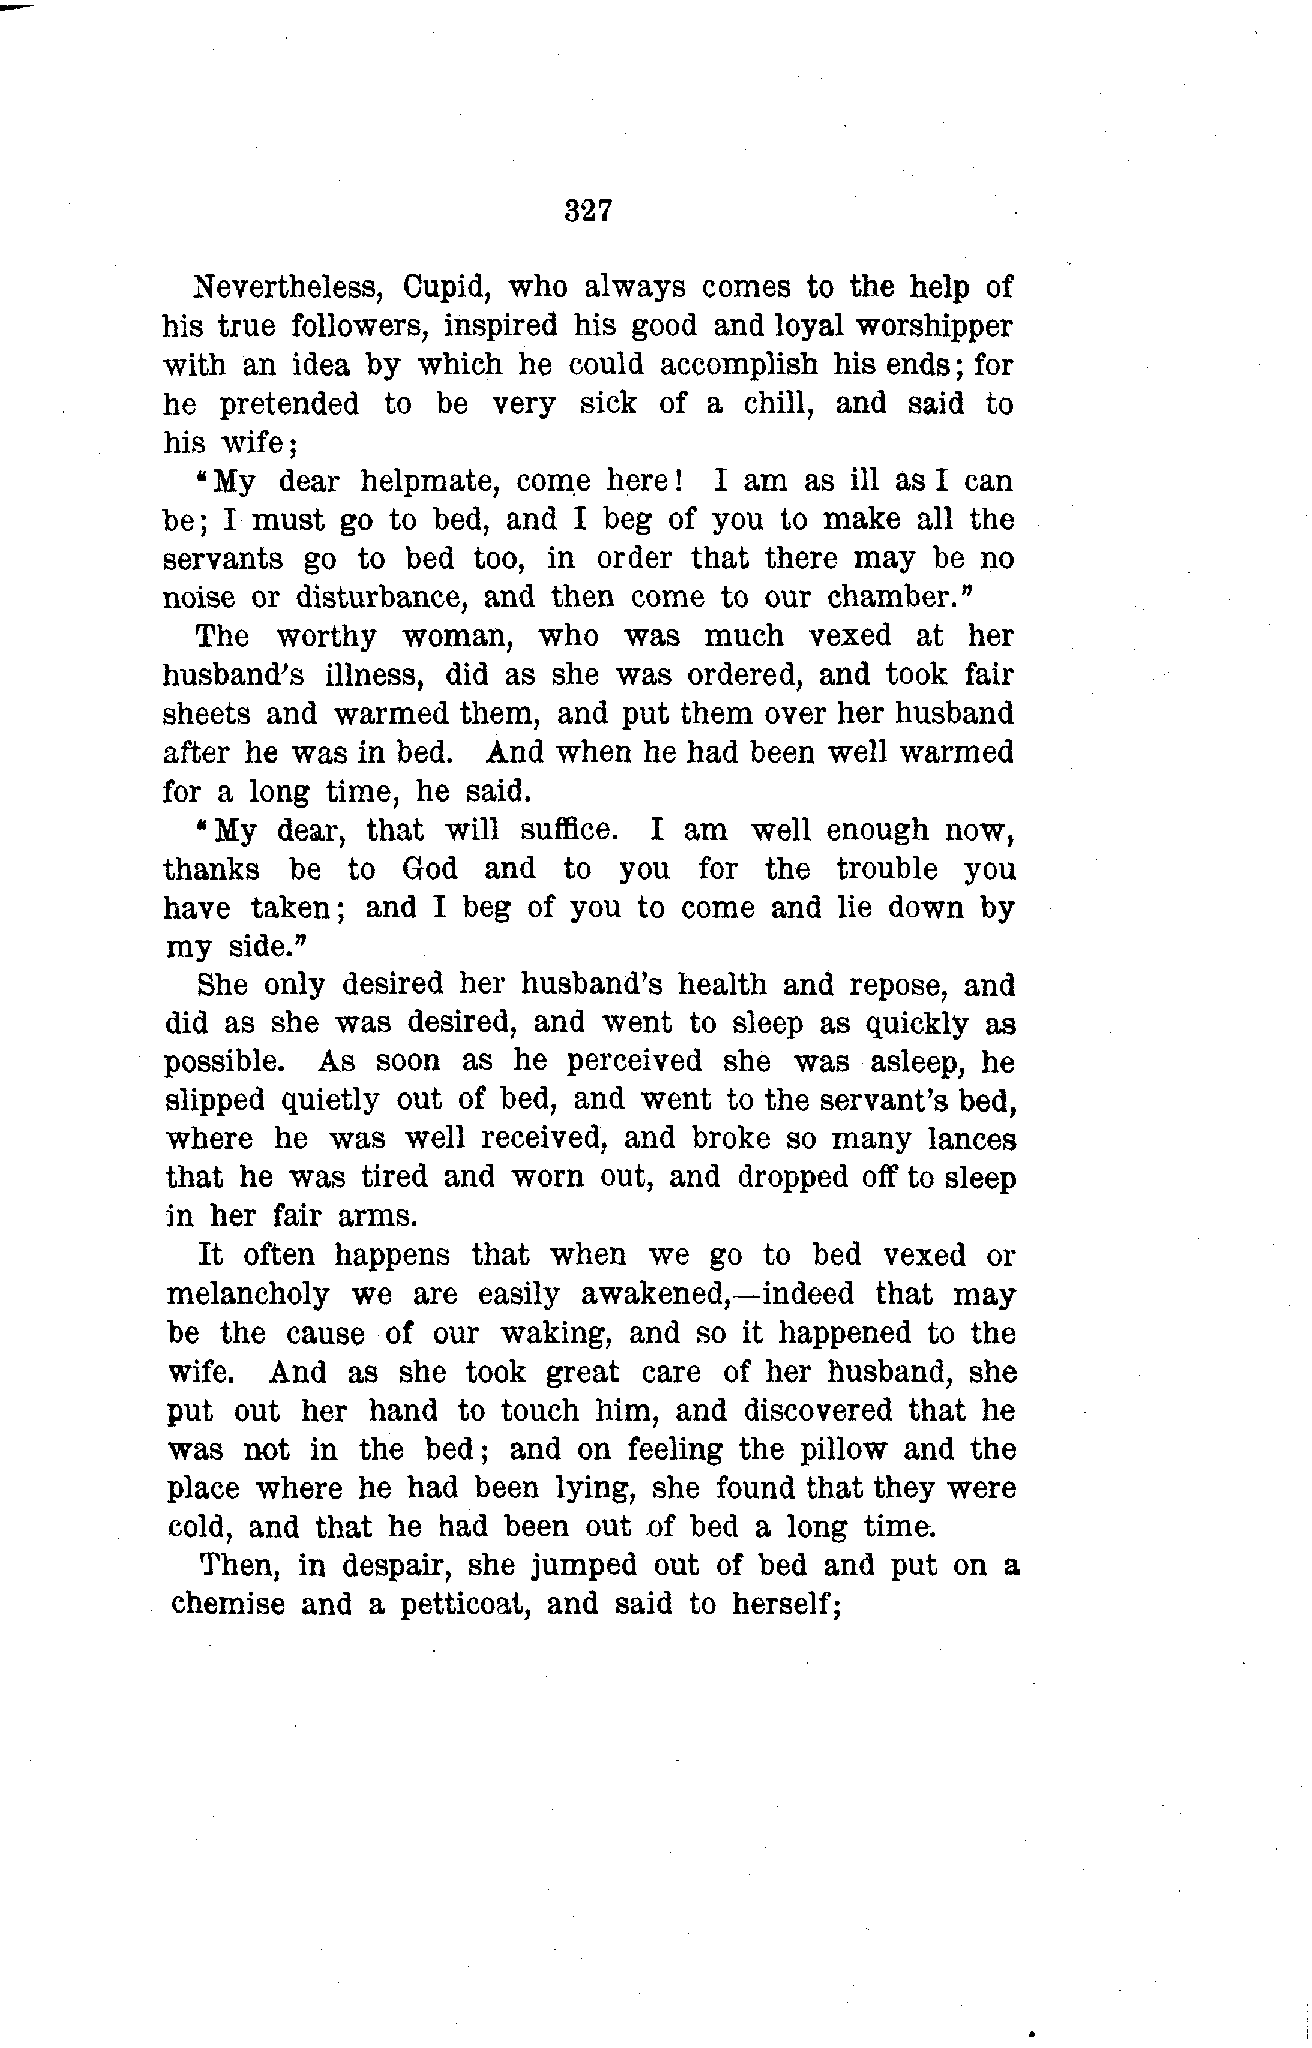 327
Nevertheless, Cupid, who always comes to the help of
his true followers, inspired his good and loyal worshipper
with an idea by which he could accomplish his ends; for
he pretended to be very sick of a chill, and said to
his wife;
“My dear helpmate, come here! I am as ill as I can
be; I must go to bed, and I beg of you to make all the
servants go to bed too, in order that there may be no
noise or disturbance, and then come to our chamber.”
The worthy woman, who was much vexed at her
husband's illness, did as she was ordered, and took fair
sheets and warmed them, and put them over her husband
after he was in bed. And when he had been well warmed
for a long time, he said.
“My dear, that will suffice. I am well enough now,
thanks be to God and to you for the trouble you
have taken; and I beg of you to come and lie down by
my side.”
She only desired her husband's health and repose, and
did as she was desired, and went to sleep as quickly as
possible. As soon as he perceived she was asleep, he
slipped quietly out of bed, and went to the servant's bed,
where he was well received, and broke so many lances
that he was tired and worn out, and dropped off to sleep
in her fair arms.
It often happens that when we go to bed vexed or
melancholy we are easily awakened,—indeed that may
be the cause of our waking, and so it happened to the
wife. And as she took great care of her husband, she
put out her hand to touch him, and discovered that he
was not in the bed; and on feeling the pillow and the
place where he had been lying, she found that they were
cold, and that he had been out of bed a long time.
Then, in despair, she jumped out of bed and put on a
chemise and a petticoat, and said to herself;